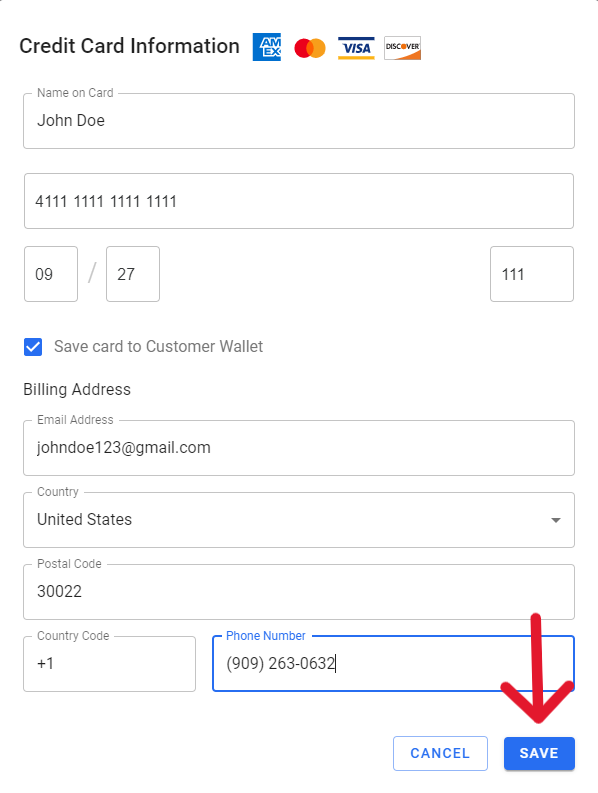 Credit Card Information AM EX VISA DISCOVER
Name on Card
John Doe
4111 1111 1111 1111
09 / 27 111
Save card to Customer Wallet
Billing Address
Email Address
johndoe123@gmail.com
Country
United States
Postal Code
30022
Country Code Phone Number
+1 (909) 263-0632
CANCEL SAVE